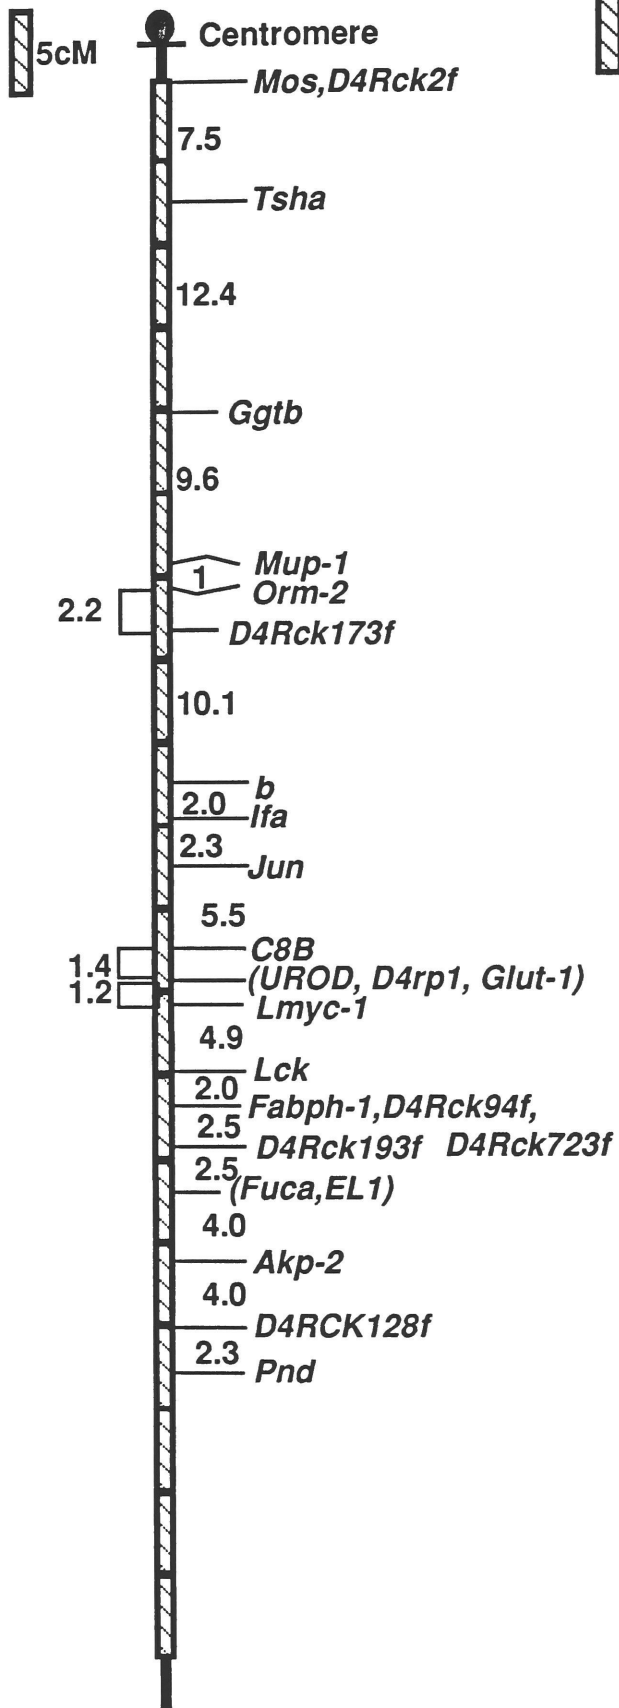 5cM
Centromere
Mos,D4Rck2f
7.5
Tsha
12.4
Ggtb
9.6
Mup-1
1
Orm-2
2.2
D4Rck173f
10.1
b
2.0
Ifa
2.3
Jun
5.5
C8B
1.4
(UROD, D4rp1, Glut-1)
1.2
Lmyc-1
4.9
Lck
2.0
Fabph-1,D4Rck94f,
2.5
D4Rck193f D4Rck723f
2.5
(Fuca,EL1)
4.0
Akp-2
4.0
D4RCK128f
2.3
Pnd